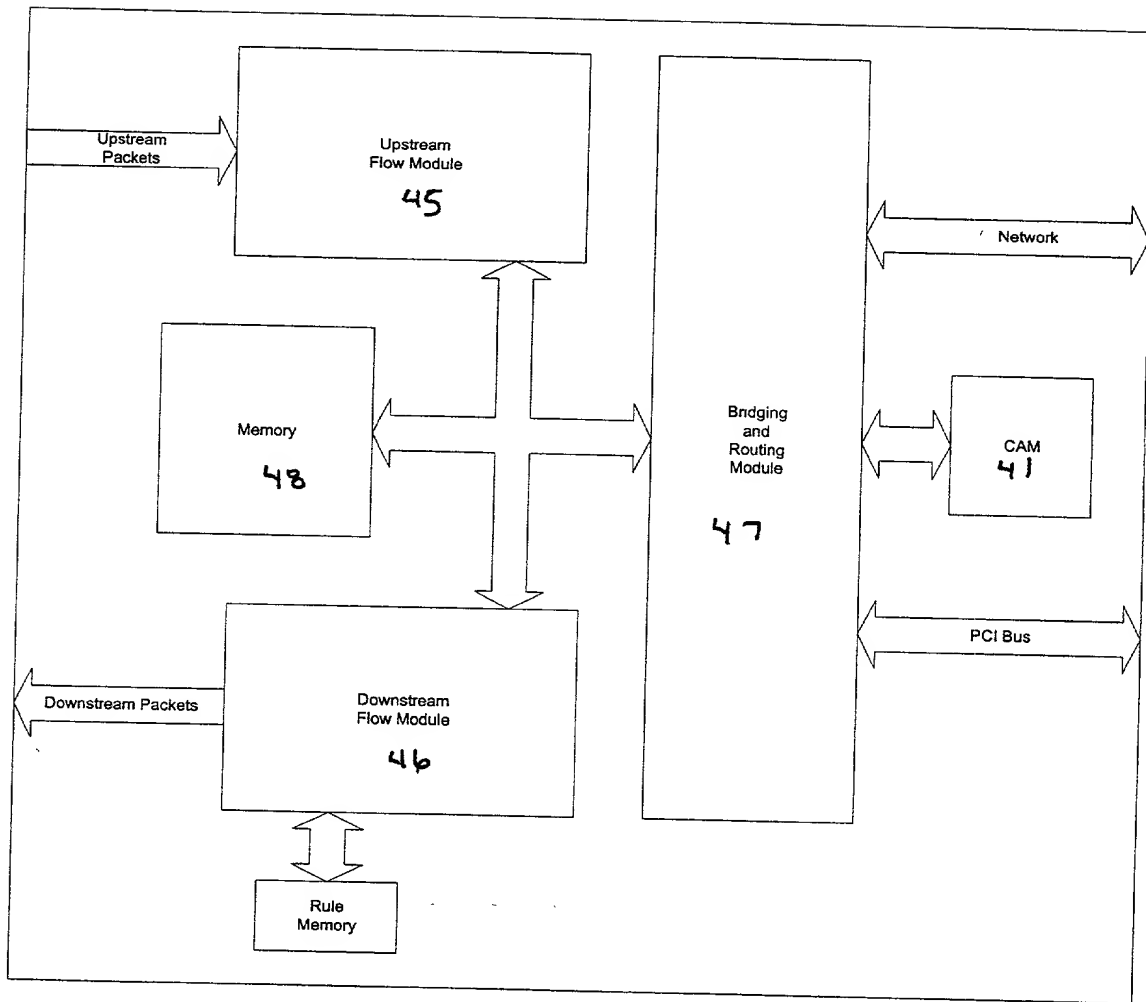 Upstream
Packets
Upstream
Flow Module
45
Network
Memory
48
Bridging
and
Routing
Module
47
CAM
41
PCI Bus
Downstream Packets
Downstream
Flow Module
46
Rule
Memory